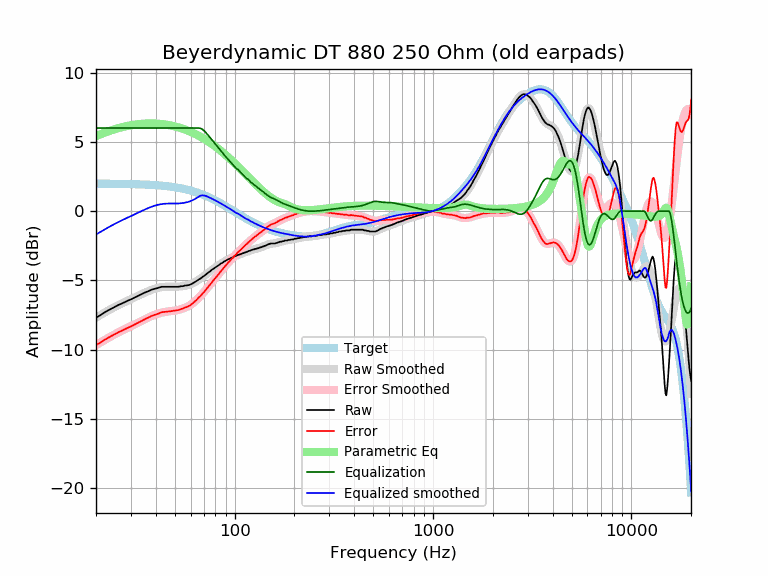 Beyerdynamic DT 880 250 Ohm (old earpads)
10
5
0
−5
−10
−15
−20
Amplitude (dBr)
Target
Raw Smoothed
Error Smoothed
Raw
Error
Parametric Eq
Equalization
Equalized smoothed
100
1000
10000
Frequency (Hz)